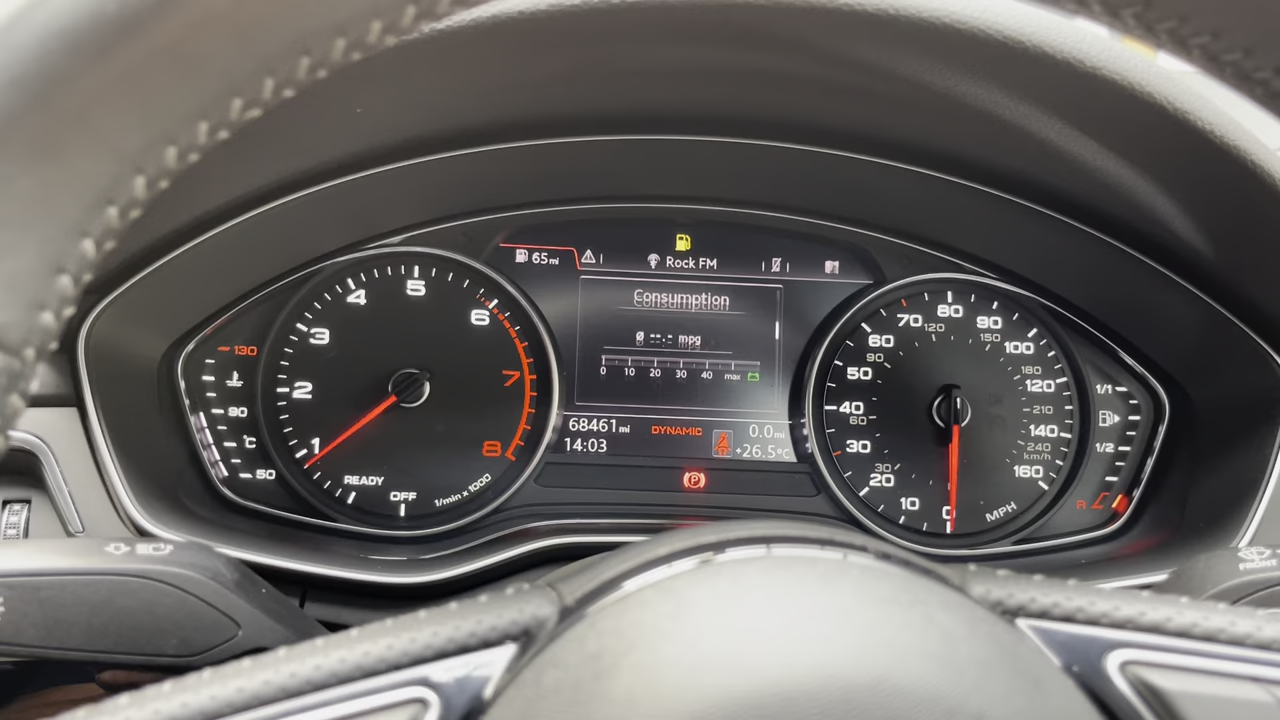 65mi
Rock FM
Consumption
Ø --.- mpg
0 10 20 30 40 max
68461mi
DYNAMIC
0.0mi
14:03
+26.5°C
130
90
°C
50
1
2
3
4
5
6
7
8
READY
OFF
1/min x 1000
0
10
20
30
40
50
60
70
80
90
100
120
140
160
30
60
90
120
150
180
210
240
km/h
MPH
1/1
1/2
R
FRONT